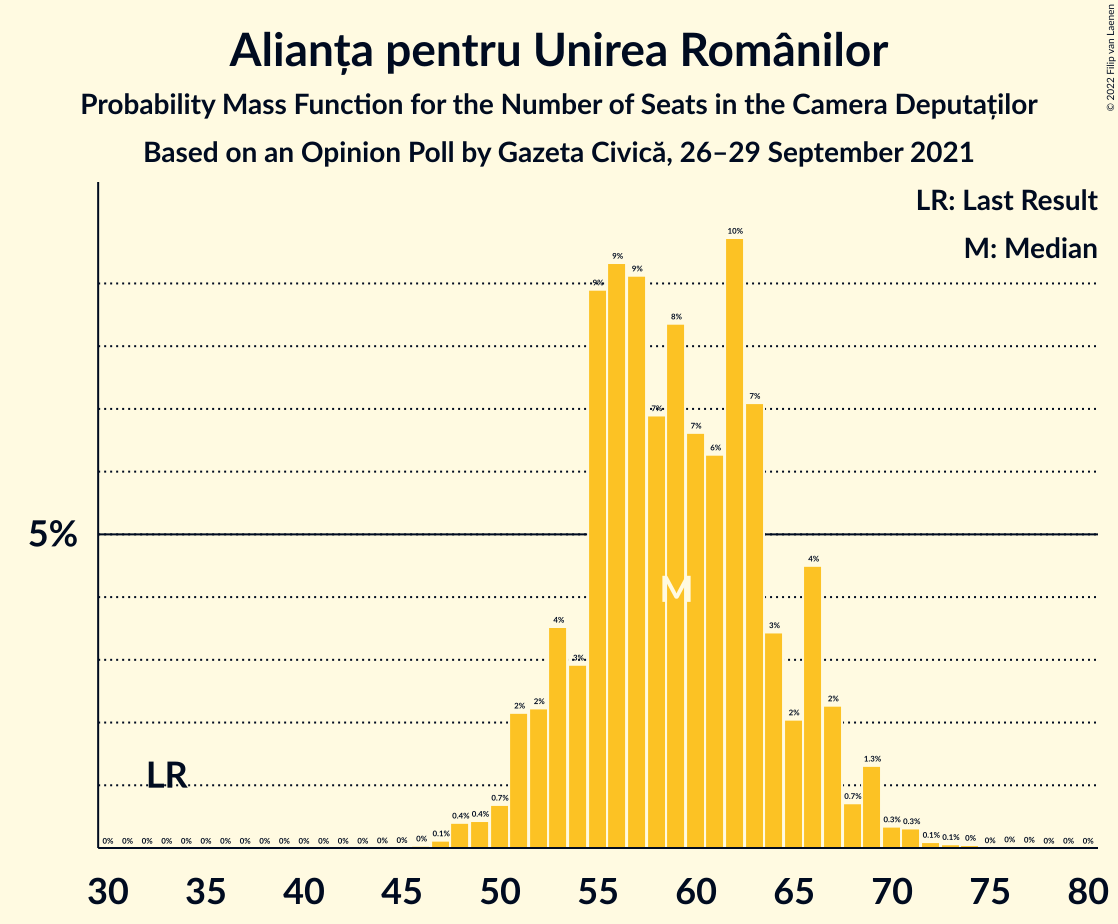 Alianța pentru Unirea Românilor
Probability Mass Function for the Number of Seats in the Camera Deputaților
Based on an Opinion Poll by Gazeta Civică, 26–29 September 2021
© 2022 Filip van Laenen
LR: Last Result
M: Median
5%
0% 0% 0% 0% 0% 0% 0% 0% 0% 0% 0% 0% 0% 0% 0% 0% 0% 0.1% 0.4% 0.4% 0.7% 2% 2% 4% 3% 9% 9% 9% 7% 8% 7% 6% 10% 7% 3% 2% 4% 2% 0.7% 1.3% 0.3% 0.3% 0.1% 0.1% 0% 0% 0% 0% 0% 0% 0%
LR
M
30 35 40 45 50 55 60 65 70 75 80